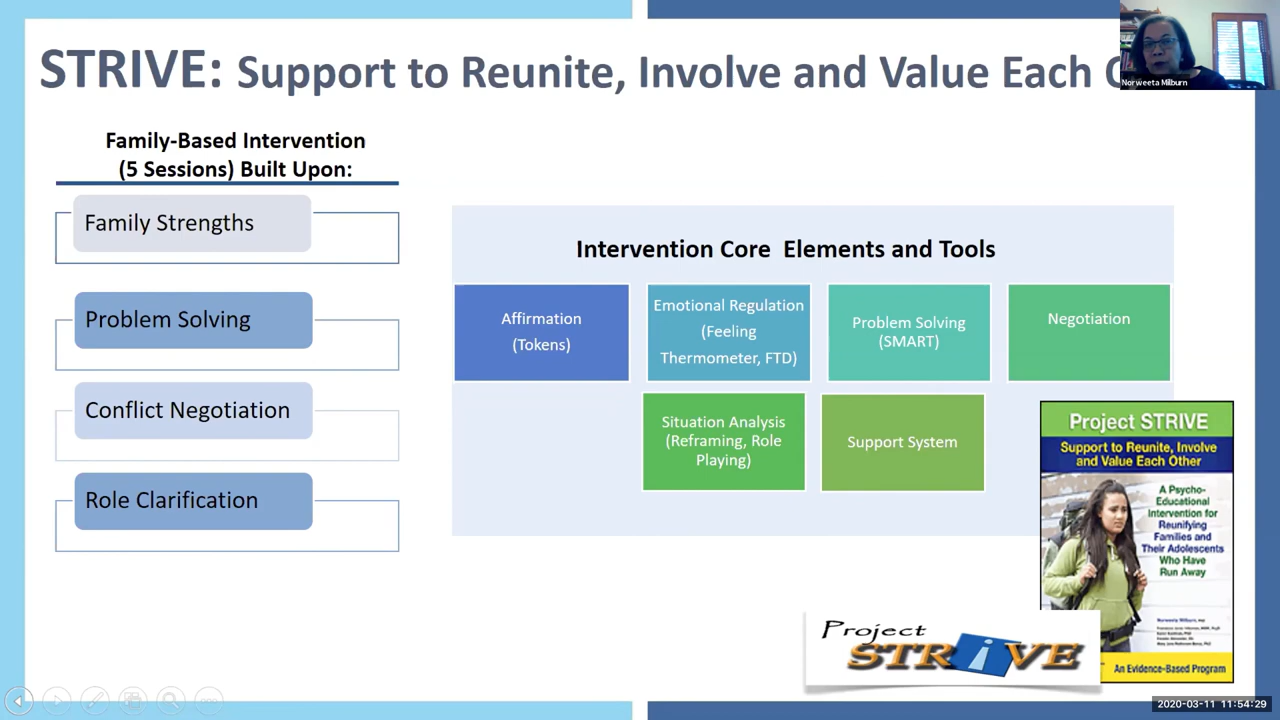 STRIVE: Support to Reunite, Involve and Value Each
Norweeta Milburn
Family-Based Intervention
(5 Sessions) Built Upon:
Family Strengths
Problem Solving
Conflict Negotiation
Role Clarification
Intervention Core Elements and Tools
Affirmation
(Tokens)
Emotional Regulation
(Feeling
Thermometer, FTD)
Problem Solving
(SMART)
Negotiation
Situation Analysis
(Reframing, Role
Playing)
Support System
Project STRIVE
Support to Reunite, Involve
and Value Each Other
A Psycho-
Educational
Intervention for
Reunifying
Families and
Their Adolescents
Who Have
Run Away
Norweeta Milburn,
An Evidence-Based Program
Project
STRIVE
2020-03-11 11:54:29